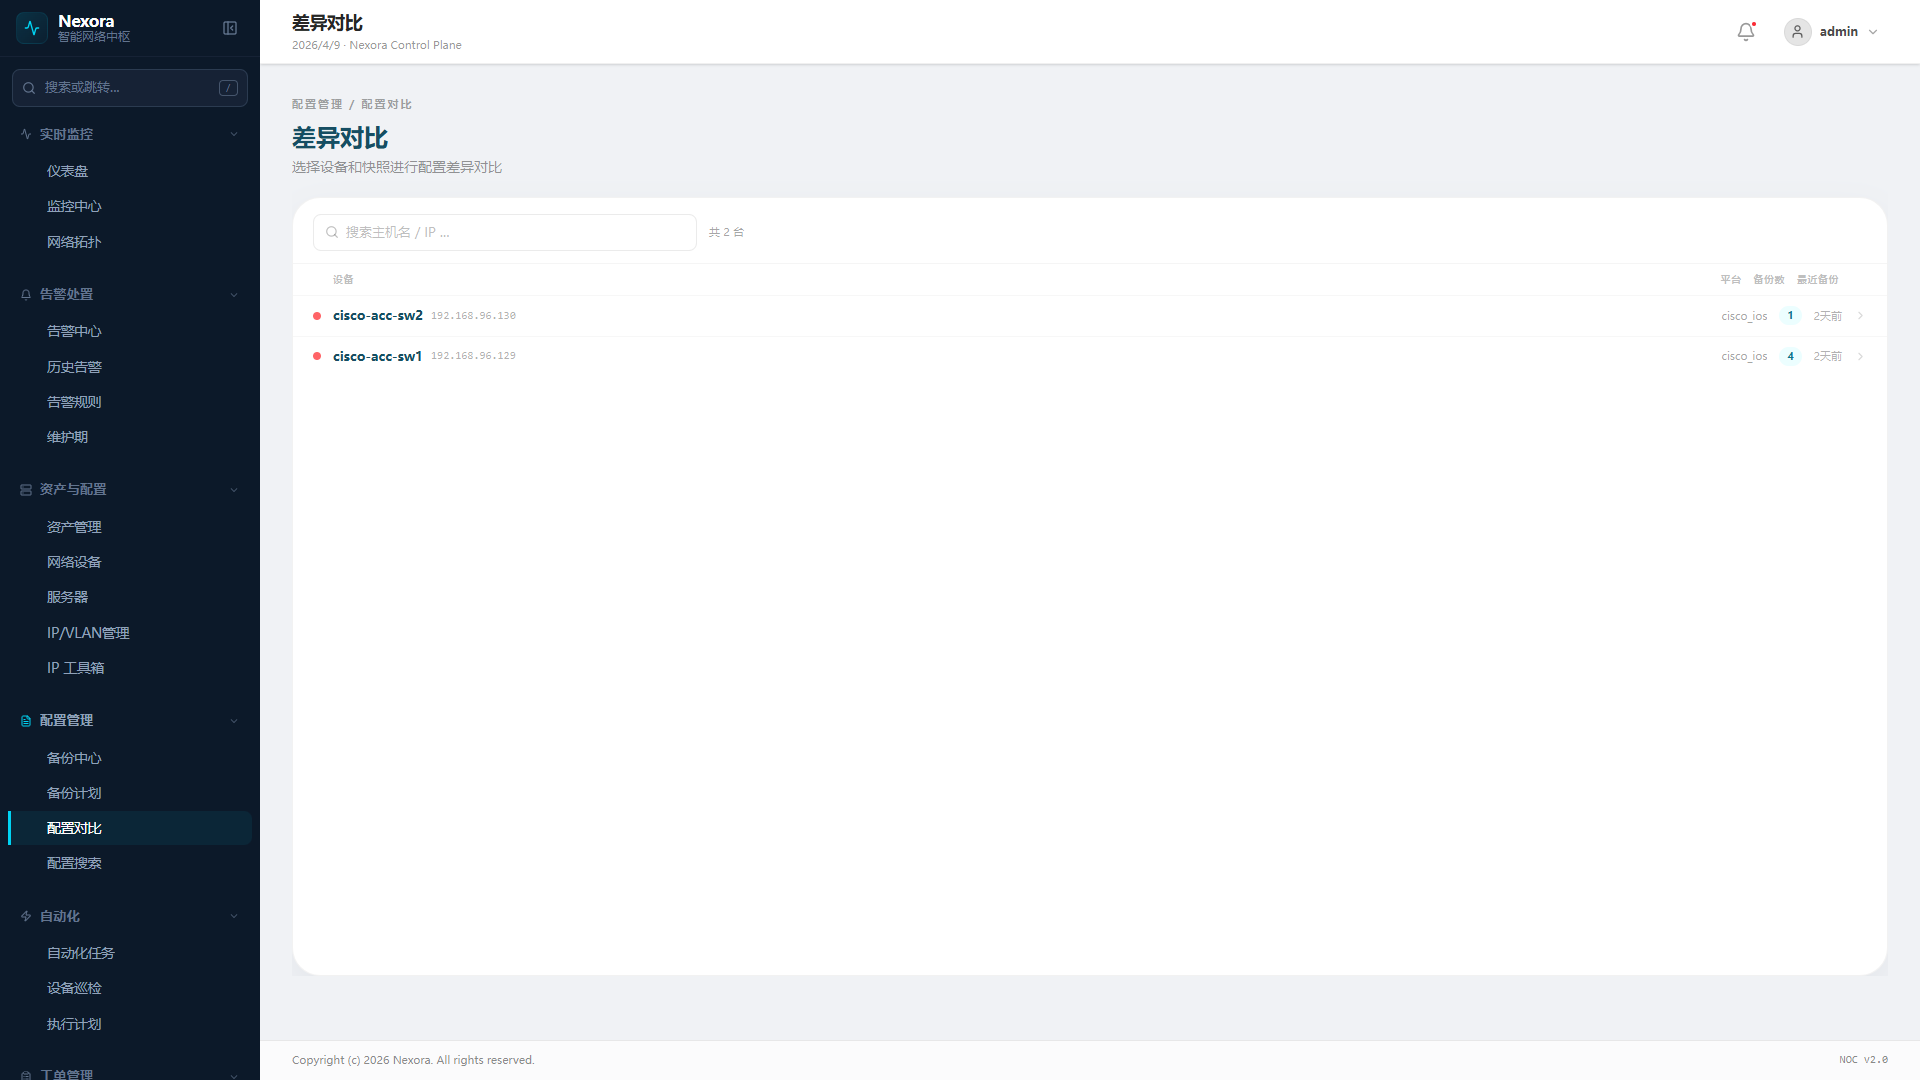 Nexora
智能网络中枢
搜索或跳转...
/
实时监控
仪表盘
监控中心
网络拓扑
告警处置
告警中心
历史告警
告警规则
维护期
资产与配置
资产管理
网络设备
服务器
IP/VLAN管理
IP 工具箱
配置管理
备份中心
备份计划
配置对比
配置搜索
自动化
自动化任务
设备巡检
执行计划
工单管理
差异对比
2026/4/9 · Nexora Control Plane
admin
配置管理 / 配置对比
差异对比
选择设备和快照进行配置差异对比
搜索主机名 / IP ...
共 2 台
设备 平台 备份数 最近备份
cisco-acc-sw2 192.168.96.130 cisco_ios 1 2天前
cisco-acc-sw1 192.168.96.129 cisco_ios 4 2天前
Copyright (c) 2026 Nexora. All rights reserved.
NOC v2.0